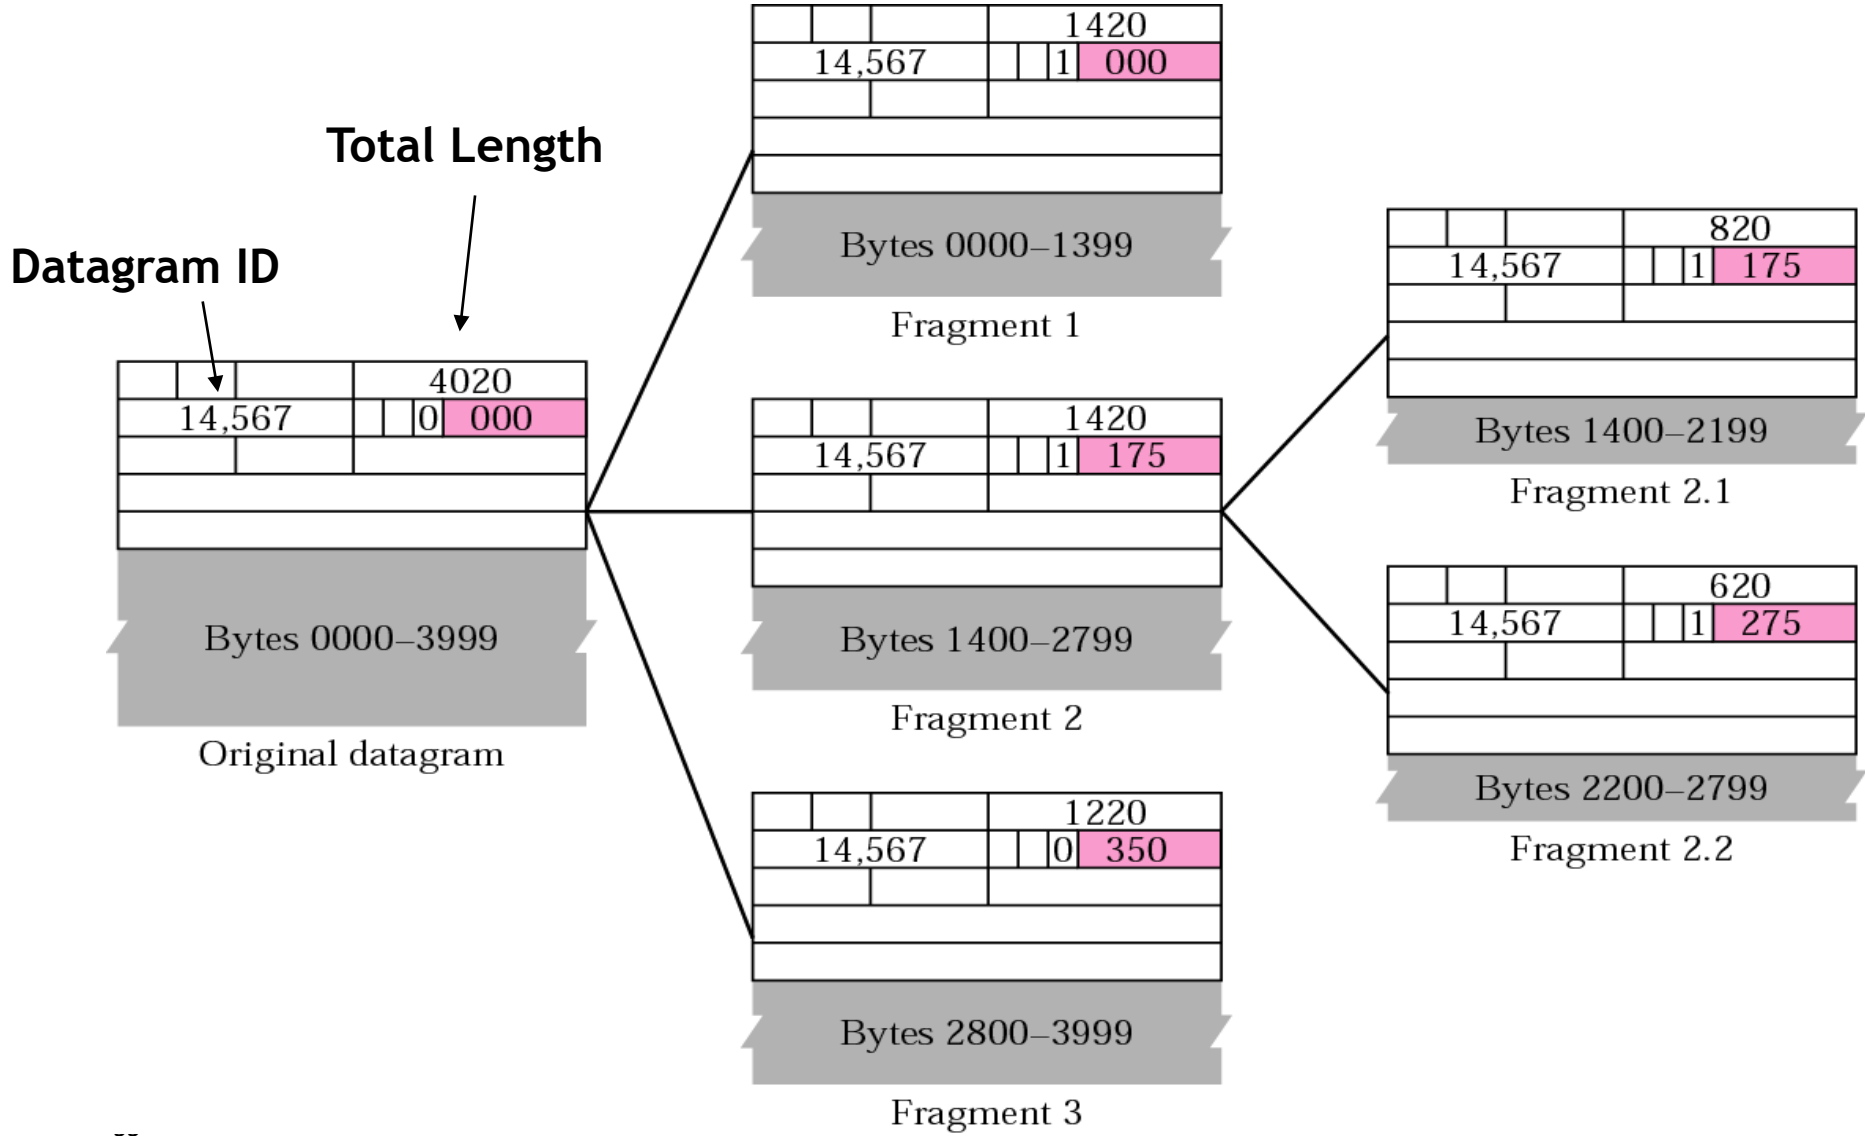 Total Length
Datagram ID
4020
14,567 0 000
Bytes 0000–3999
Original datagram
1420
14,567 1 000
Bytes 0000–1399
Fragment 1
1420
14,567 1 175
Bytes 1400–2799
Fragment 2
1220
14,567 0 350
Bytes 2800–3999
Fragment 3
820
14,567 1 175
Bytes 1400–2199
Fragment 2.1
620
14,567 1 275
Bytes 2200–2799
Fragment 2.2